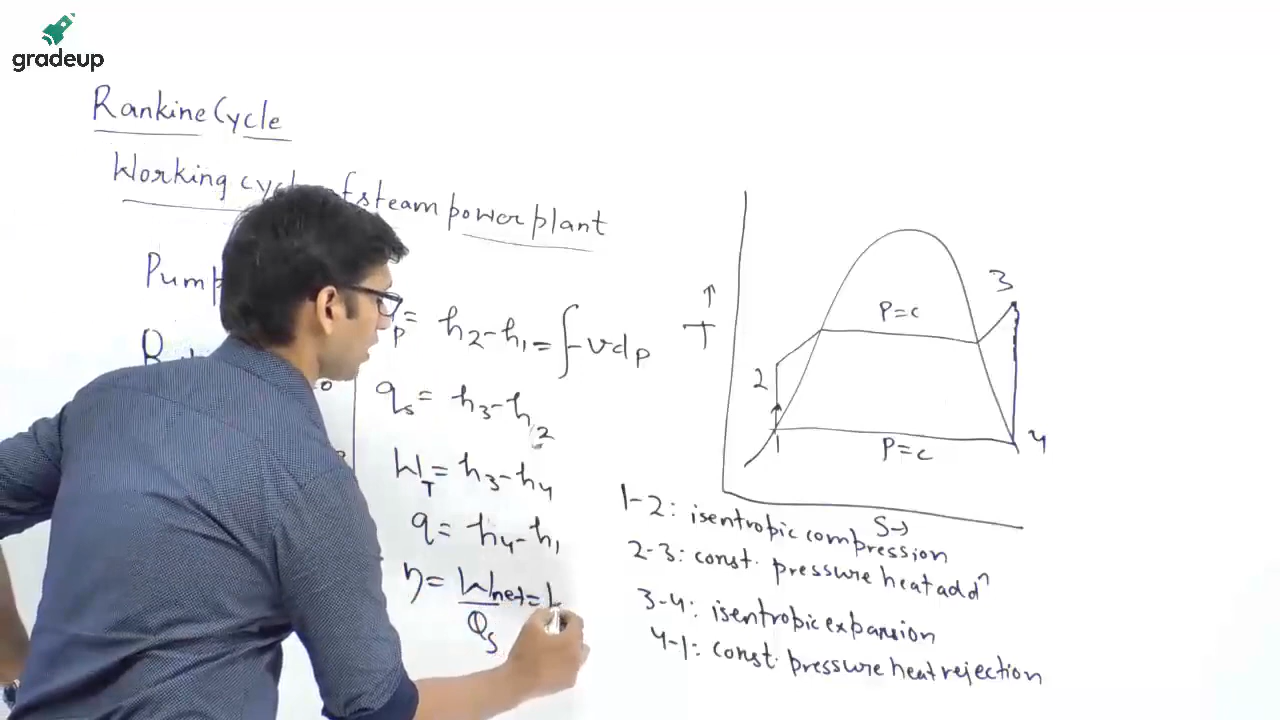 gradeup
Rankine Cycle
Working cycle of steam power plant
Pump
p = h2-h1 = ∫-vdp
qs = h3-h2
WT = h3-h4
q = h4-h1
η = Wnet =
Qs
T →
P=c
P=c
1
2
3
4
S→
1-2: isentropic compression
2-3: const. pressure heat addⁿ
3-4: isentropic expansion
4-1: const. pressure heat rejection